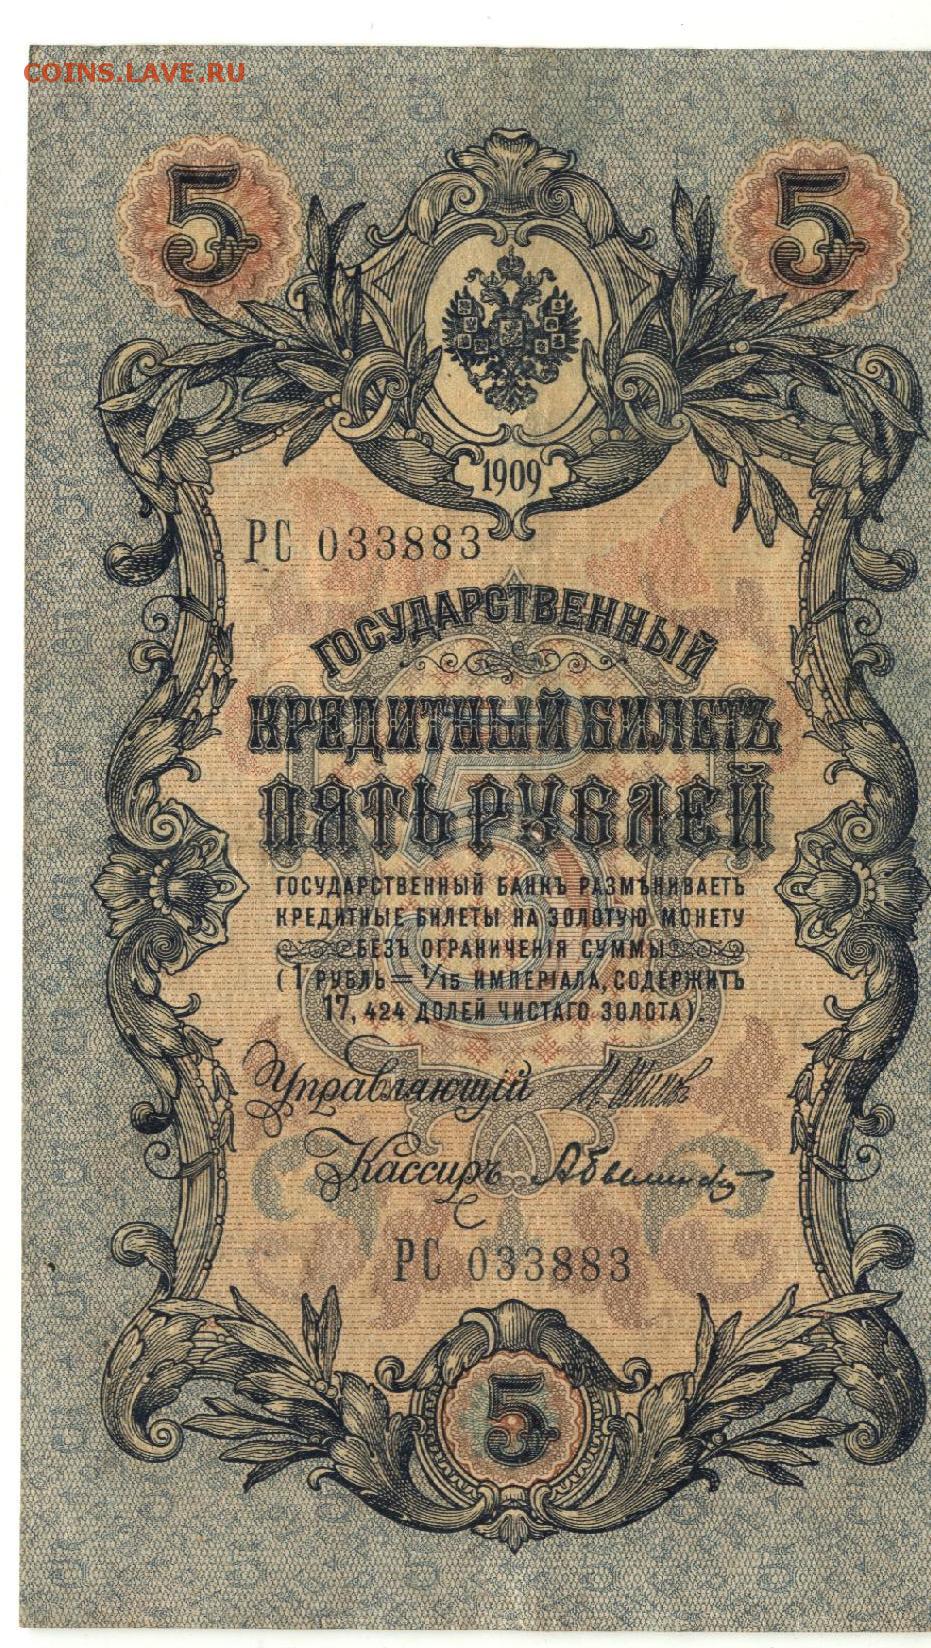 COINS.LAVE.RU
5 5
1909
РС 033883
ГОСУДАРСТВЕННЫЙ
КРЕДИТНЫЙ БИЛЕТЪ
ПЯТЬ РУБЛЕЙ
ГОСУДАРСТВЕННЫЙ БАНКЪ РАЗМѢНИВАЕТЪ
КРЕДИТНЫЕ БИЛЕТЫ НА ЗОЛОТУЮ МОНЕТУ
БЕЗЪ ОГРАНИЧЕНІЯ СУММЫ
(1 РУБЛЬ = 1/15 ИМПЕРІАЛА, СОДЕРЖИТЪ
17,424 ДОЛЕЙ ЧИСТАГО ЗОЛОТА).
Управляющій
Кассиръ
РС 033883
5